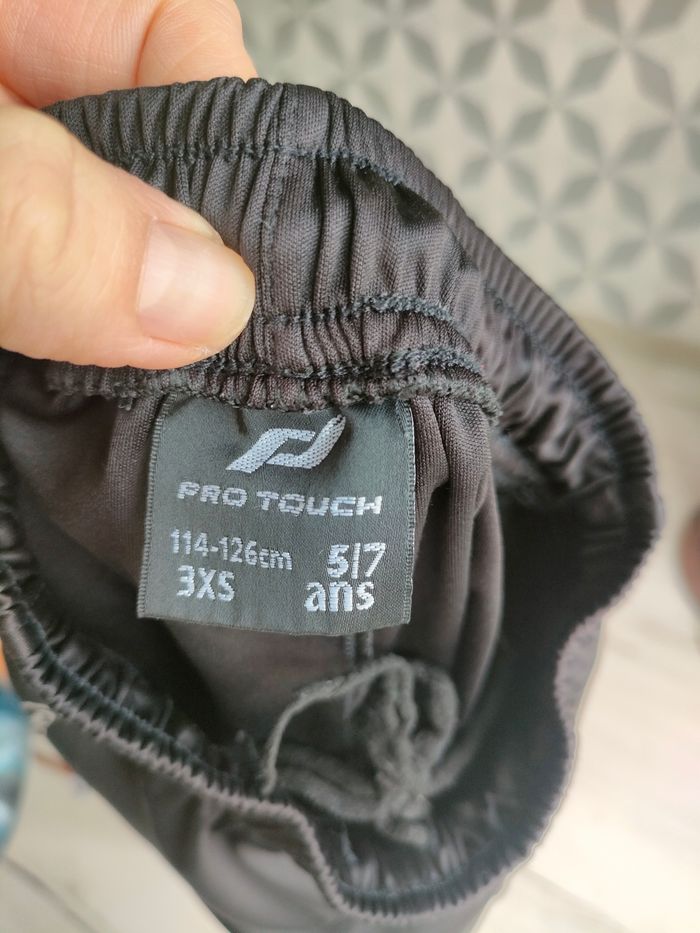 PRO TOUCH
114-126cm 5/7
3XS ans